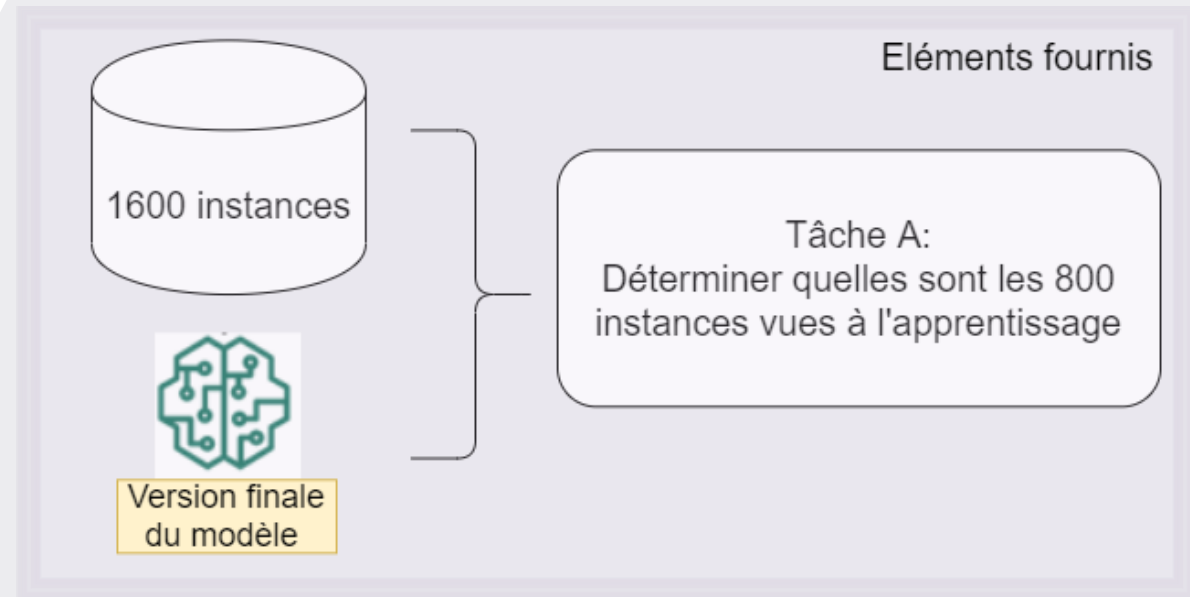 Eléments fournis
1600 instances
Tâche A:
Déterminer quelles sont les 800
instances vues à l'apprentissage
Version finale
du modèle